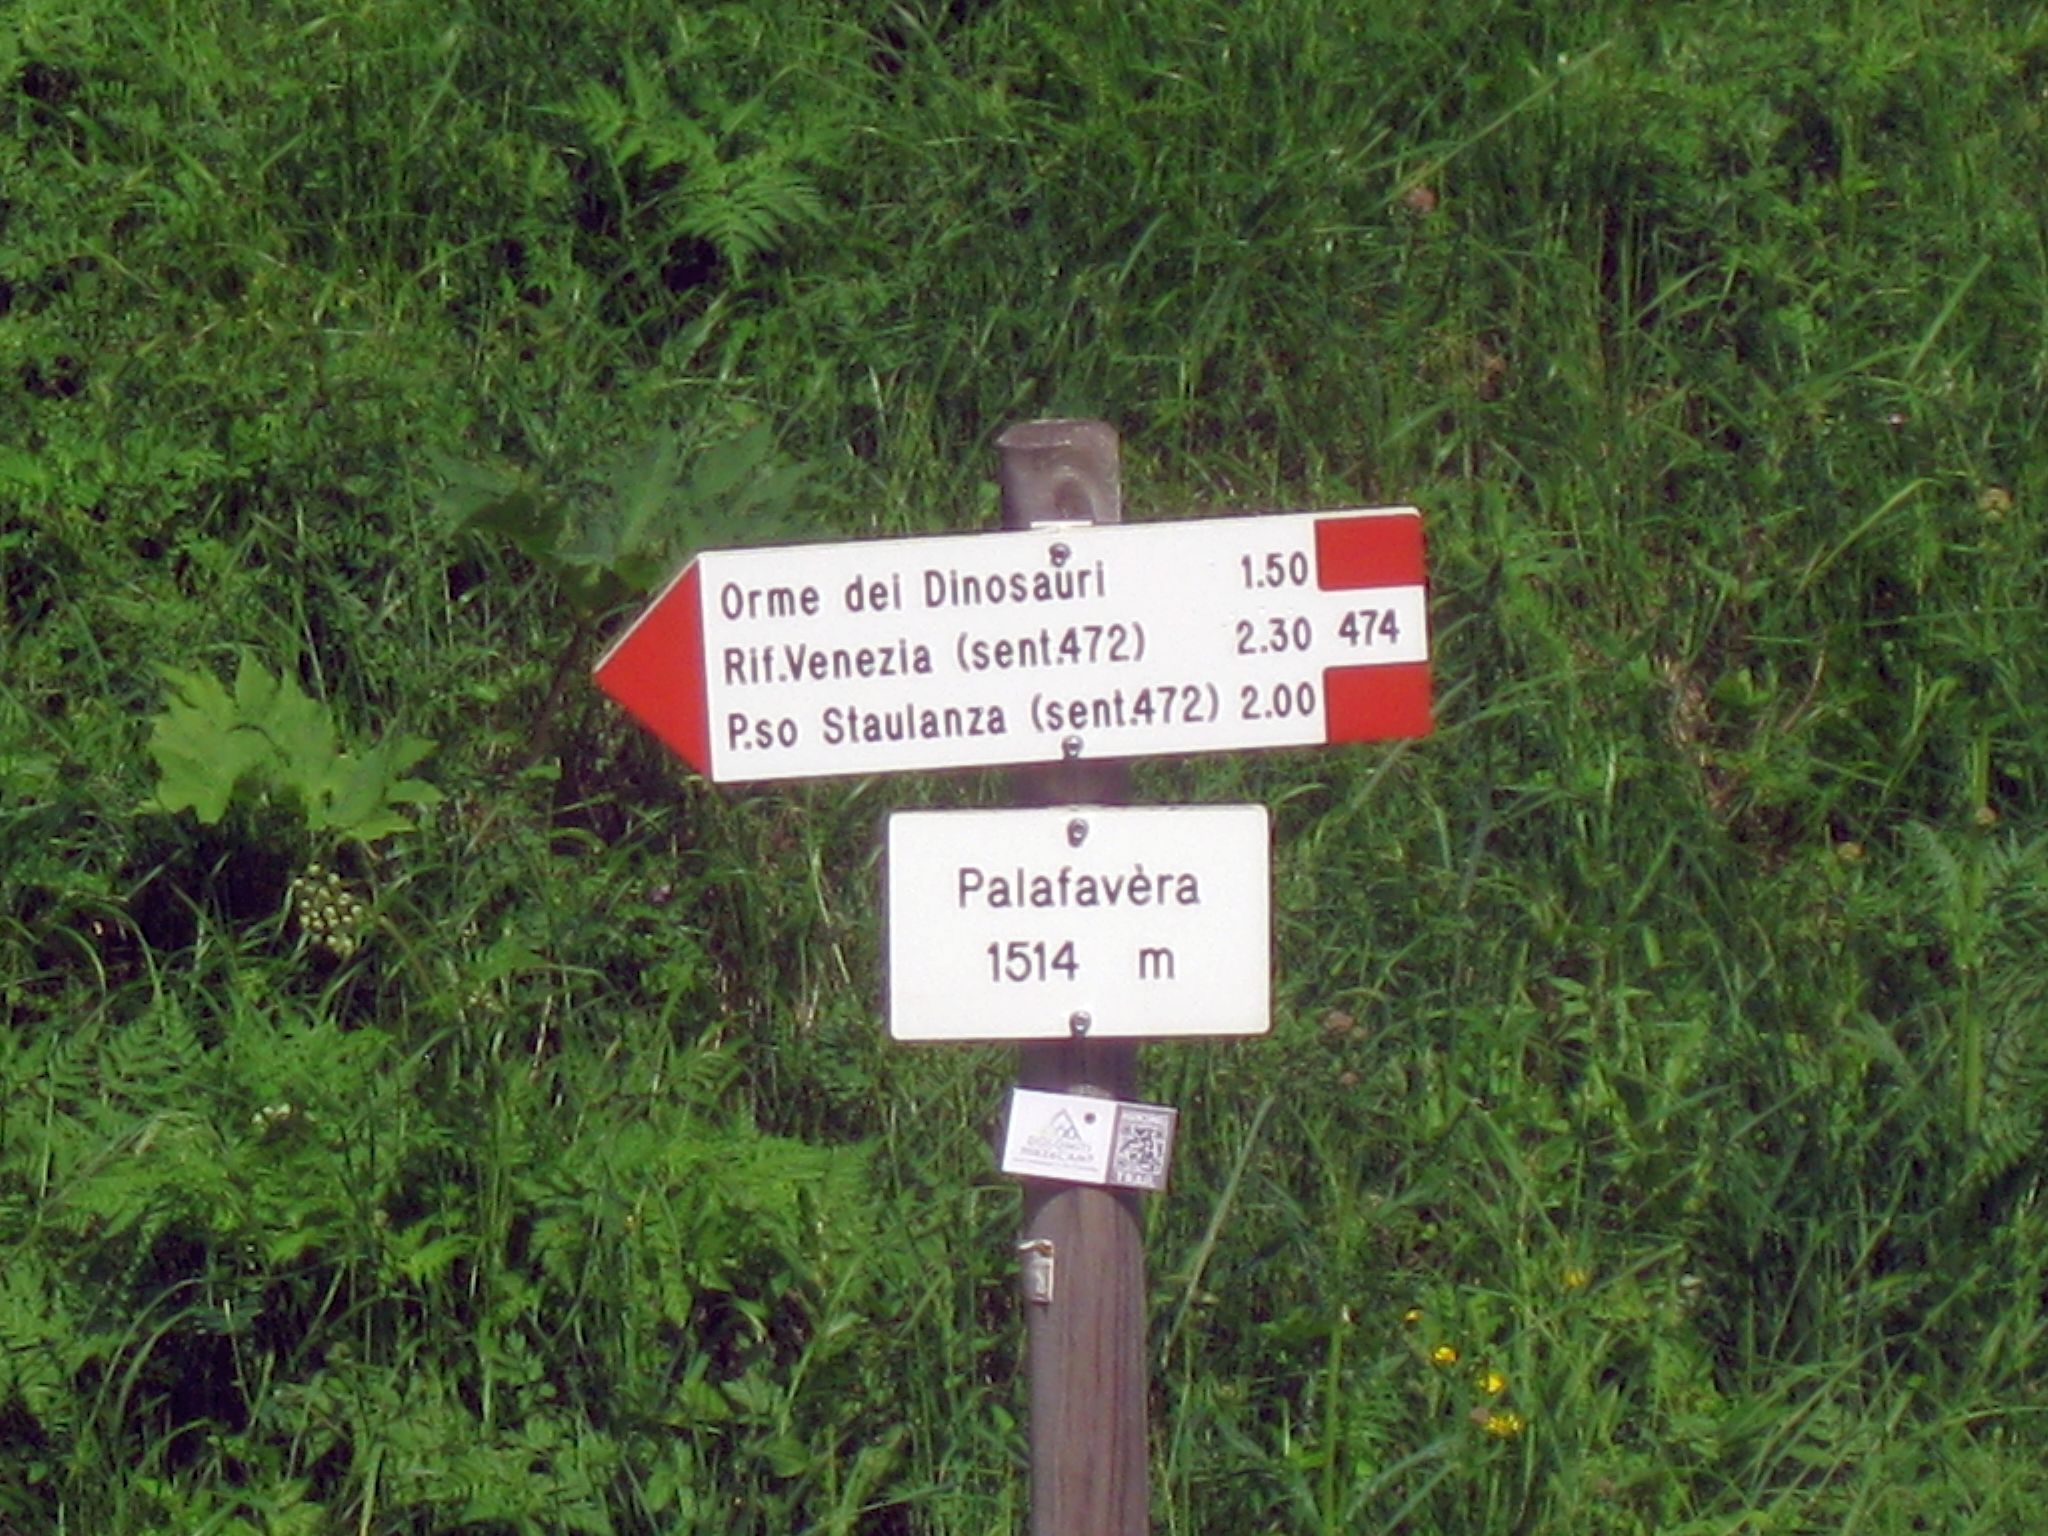 Orme dei Dinosauri 1.50
Rif.Venezia (sent.472) 2.30 474
P.so Staulanza (sent.472) 2.00
Palafavèra
1514 m
TRAIL